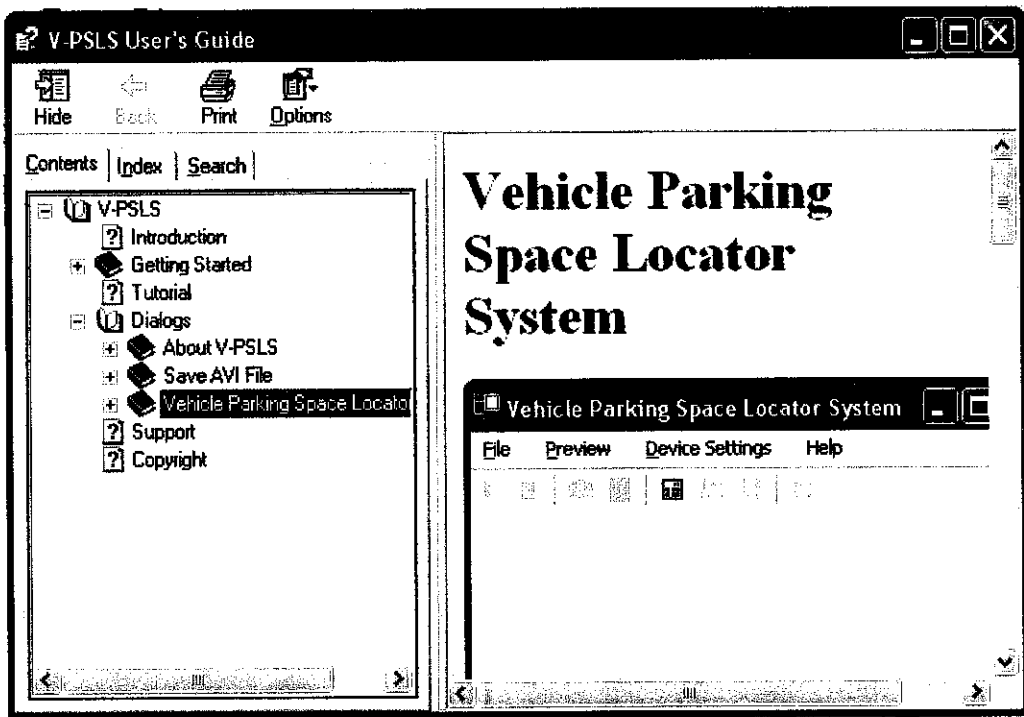 V-PSLS User's Guide
Hide Back Print Options
Contents Index Search
V-PSLS
Introduction
Getting Started
Tutorial
Dialogs
About V-PSLS
Save AVI File
Vehicle Parking Space Locato
Support
Copyright
Vehicle Parking
Space Locator
System
Vehicle Parking Space Locator System
File Preview Device Settings Help